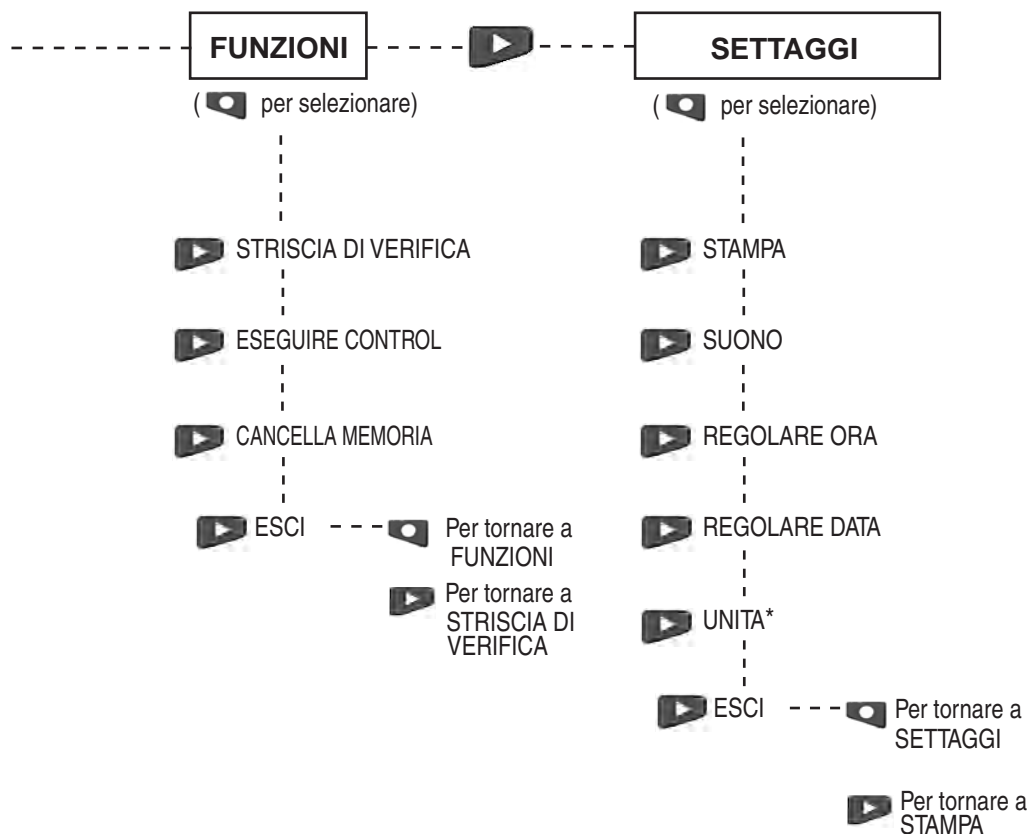 FUNZIONI
SETTAGGI
( per selezionare)
( per selezionare)
STRISCIA DI VERIFICA
ESEGUIRE CONTROL
CANCELLA MEMORIA
ESCI
Per tornare a
FUNZIONI
Per tornare a
STRISCIA DI
VERIFICA
STAMPA
SUONO
REGOLARE ORA
REGOLARE DATA
UNITA*
ESCI
Per tornare a
SETTAGGI
Per tornare a
STAMPA